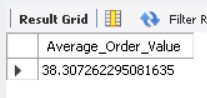 Result Grid Filter R
Average_Order_Value
38.307262295081635